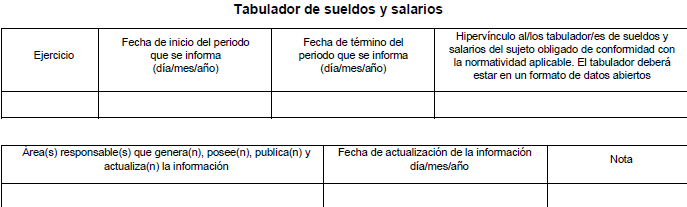 Tabulador de sueldos y salarios
Ejercicio
Fecha de inicio del periodo
que se informa
(día/mes/año)
Fecha de término del
periodo que se informa
(día/mes/año)
Hipervínculo al/los tabulador/es de sueldos y
salarios del sujeto obligado de conformidad con
la normatividad aplicable. El tabulador deberá
estar en un formato de datos abiertos
Área(s) responsable(s) que genera(n), posee(n), publica(n) y
actualiza(n) la información
Fecha de actualización de la información
día/mes/año
Nota